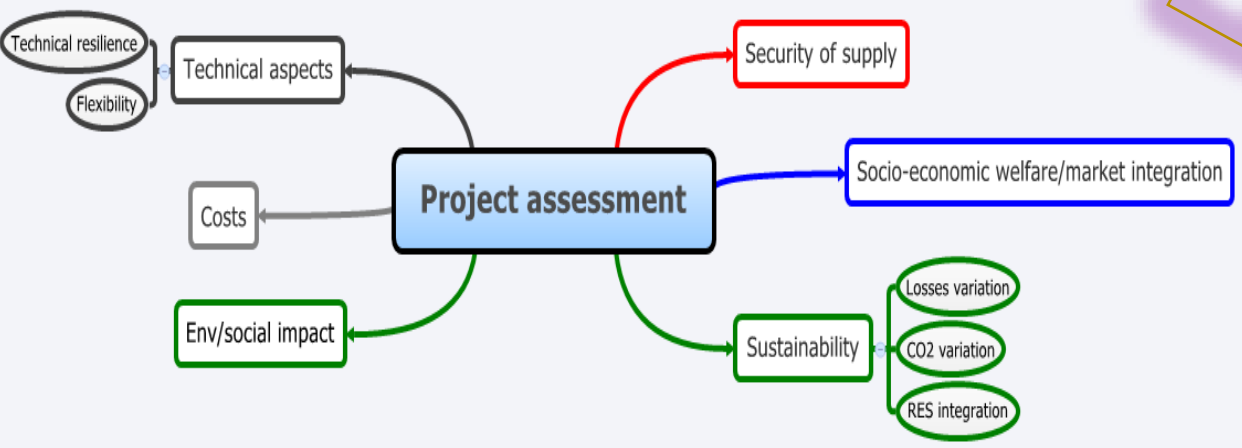 Technical resilience
Flexibility
Technical aspects
Costs
Env/social impact
Project assessment
Security of supply
Socio-economic welfare/market integration
Sustainability
Losses variation
CO2 variation
RES integration